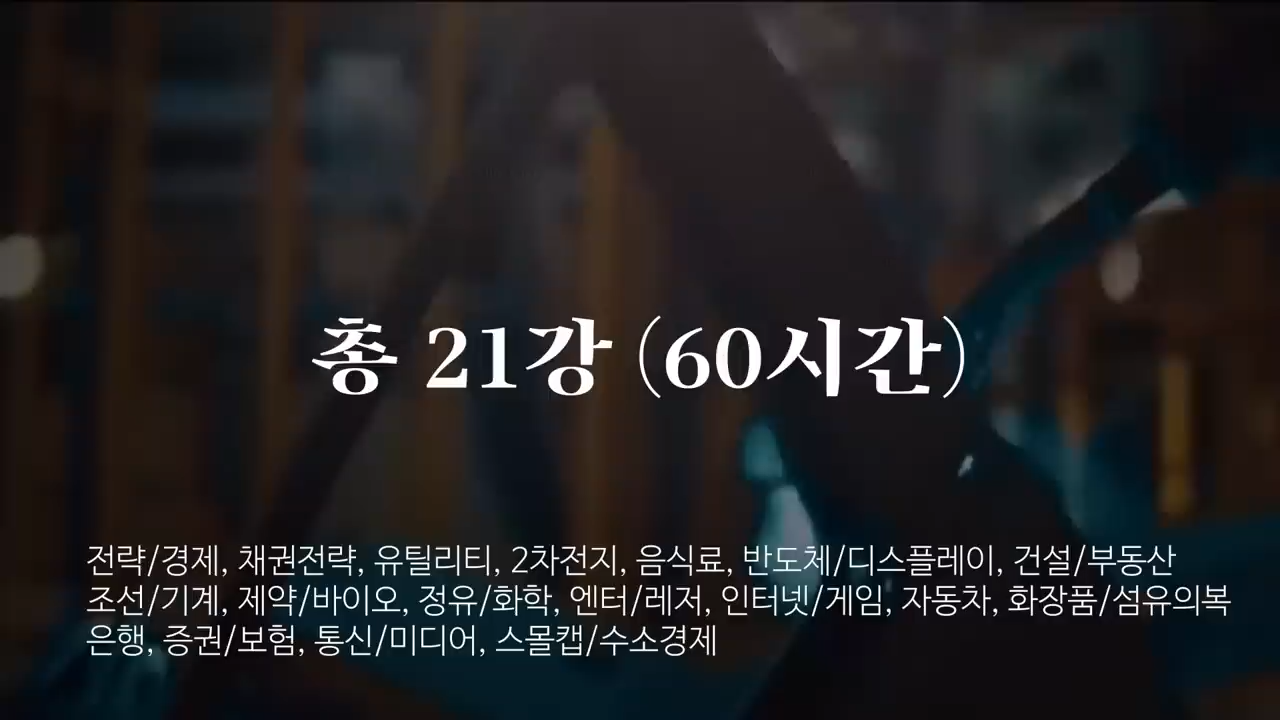 총 21강 (60시간)
전략/경제, 채권전략, 유틸리티, 2차전지, 음식료, 반도체/디스플레이, 건설/부동산
조선/기계, 제약/바이오, 정유/화학, 엔터/레저, 인터넷/게임, 자동차, 화장품/섬유의복
은행, 증권/보험, 통신/미디어, 스몰캡/수소경제